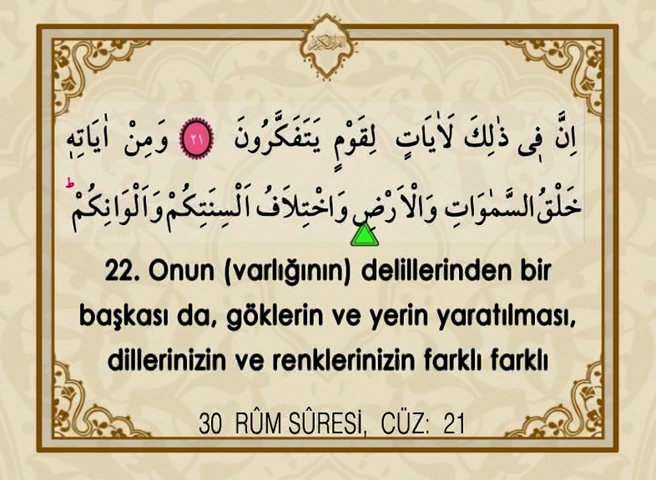 اِنَّ ف۪ى ذٰلِكَ لَاٰيَاتٍ لِقَوْمٍ يَتَفَكَّرُونَ ﴿٢١﴾ وَمِنْ اٰيَاتِه۪
خَلْقُ السَّمٰوَاتِ وَالْاَرْضِ وَاخْتِلَافُ اَلْسِنَتِكُمْ وَاَلْوَانِكُمْ ط
22. Onun (varlığının) delillerinden bir
başkası da, göklerin ve yerin yaratılması,
dillerinizin ve renklerinizin farklı farklı
30 RÛM SÛRESİ, CÜZ: 21